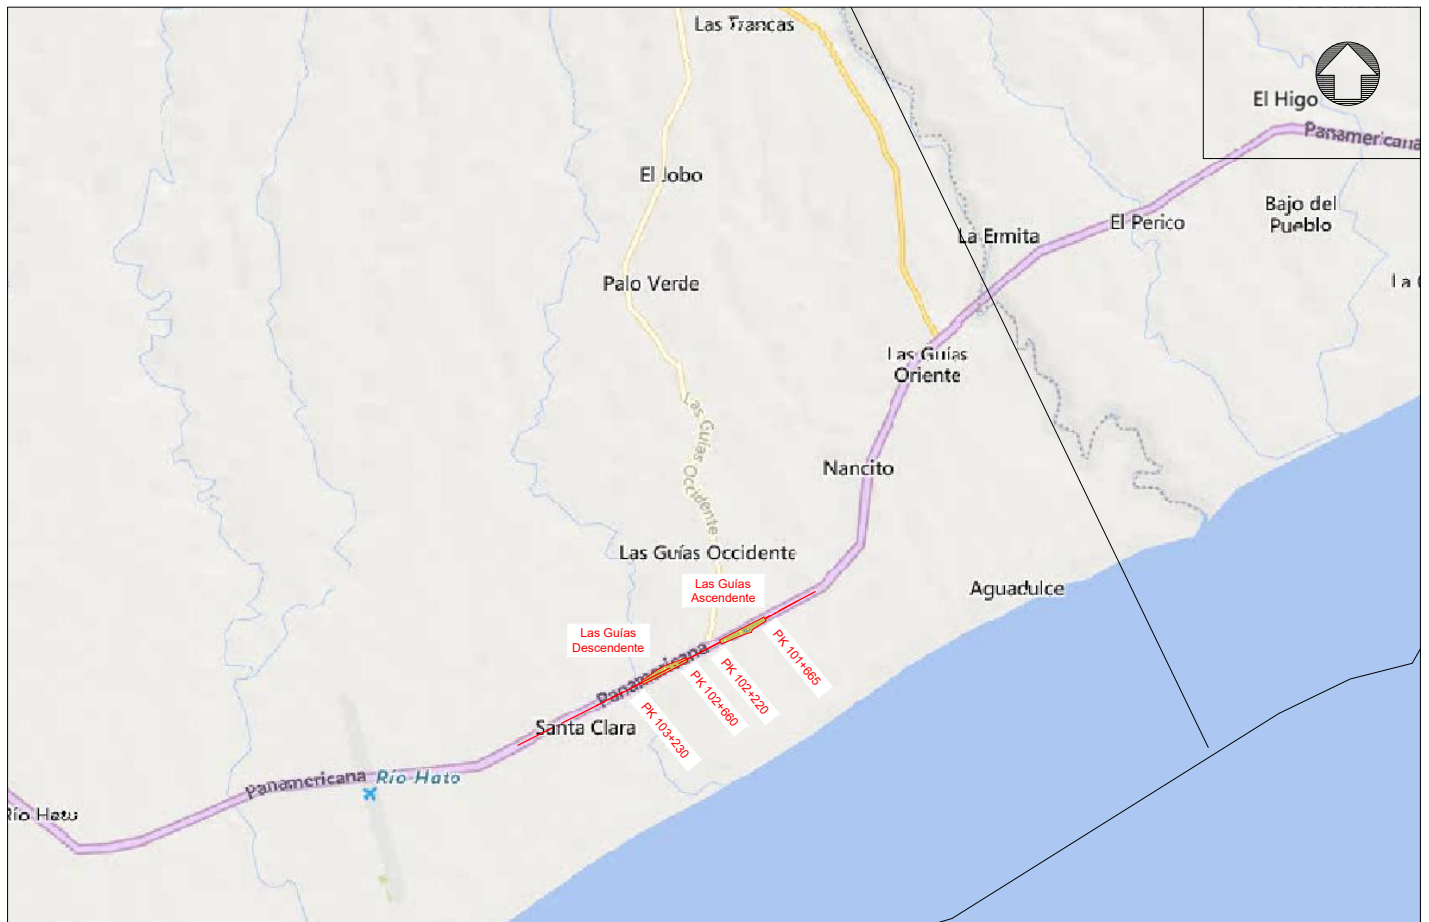 Las Trancas
El Higo
Panamericana
El Jobo
Bajo del
Pueblo
El Perico
La Ermita
Palo Verde
Las Guías
Oriente
Las Guías Occidente
Nancito
Las Guías Occidente
Las Guías
Ascendente
Aguadulce
Las Guías
Descendente
PK 101+665
PK 102+220
PK 102+660
PK 103+230
Panamericana
Santa Clara
Panamericana
Río Hato
Río Hato